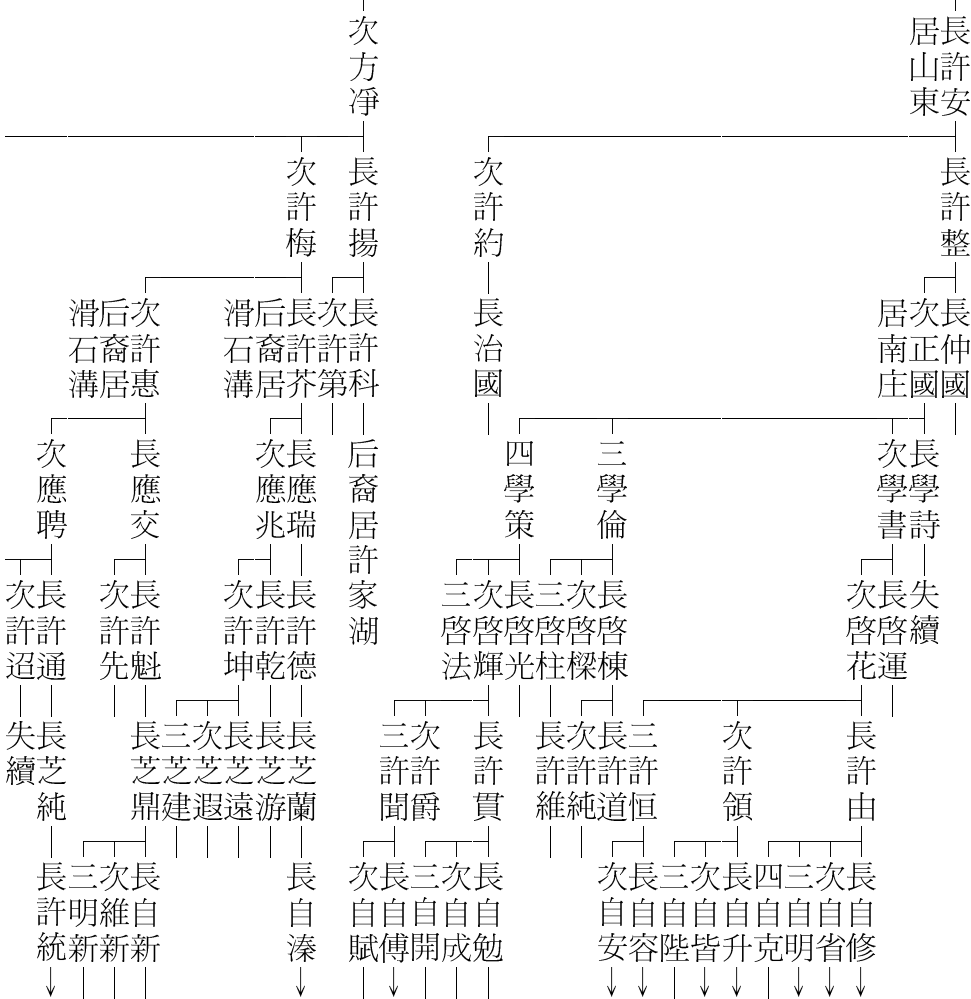 長許安
居山東
次方淨
長許整
次許約
長許揚
次許梅
長仲國
次正國
居南庄
長治國
長許科
次許第
長許芥
后裔居
滑石溝
次許惠
后裔居
滑石溝
長學詩
次學書
三學倫
四學策
后裔居許家湖
長應瑞
次應兆
長應交
次應聘
失續
長啓運
次啓花
長啓棟
次啓樑
三啓柱
長啓光
次啓輝
三啓法
長許德
長許乾
次許坤
長許魁
次許先
長許通
次許迢
長許由
次許領
三許恒
長許道
次許純
長許維
長許貫
次許爵
三許聞
長芝蘭
長芝游
長芝遠
次芝遐
三芝建
長芝鼎
長芝純
失續
長自修
次自省
三自明
四自克
長自升
次自皆
三自陛
長自容
次自安
長自勉
次自成
三自開
長自傅
次自賦
長自溱
長自新
次維新
三明新
長許統